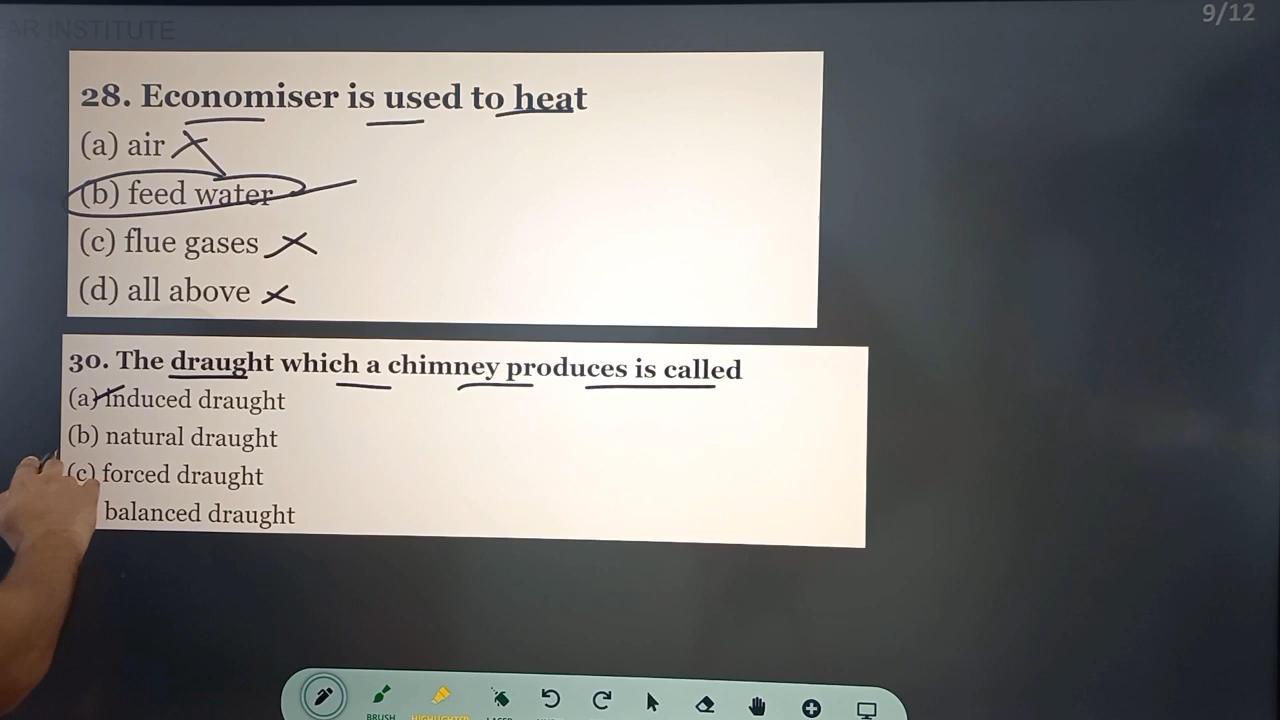 AR INSTITUTE
9/12
28. Economiser is used to heat
(a) air
(b) feed water
(c) flue gases
(d) all above
30. The draught which a chimney produces is called
(a) induced draught
(b) natural draught
(c) forced draught
balanced draught
BRUSH
HIGHLIGHTER